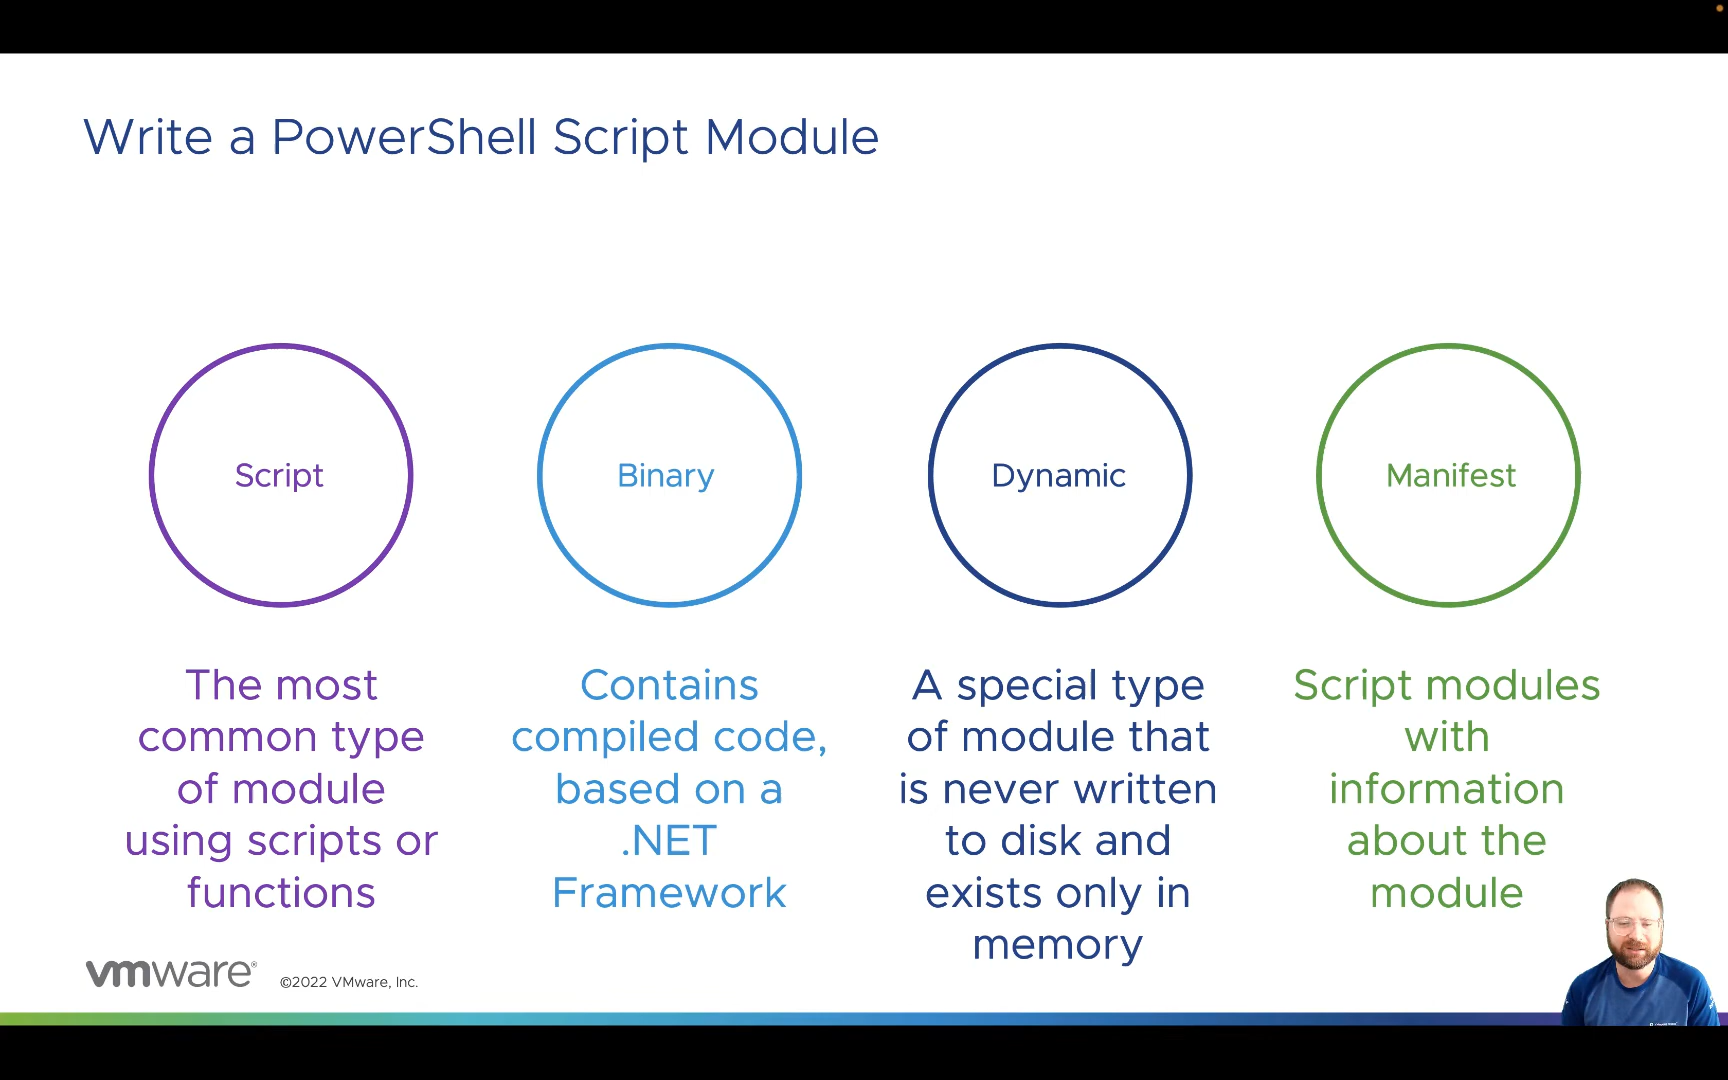 Write a PowerShell Script Module
Script
Binary
Dynamic
Manifest
The most
common type
of module
using scripts or
functions
Contains
compiled code,
based on a
.NET
Framework
A special type
of module that
is never written
to disk and
exists only in
memory
Script modules
with
information
about the
module
vmware®
©2022 VMware, Inc.